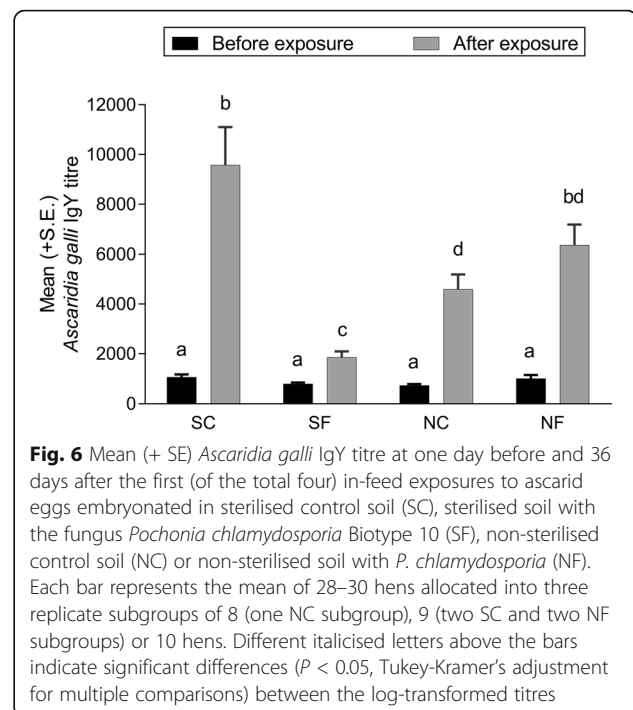 Before exposure After exposure
Mean (+S.E.)
Ascaridia galli IgY titre
12000
10000
8000
6000
4000
2000
0
a b a c a d a bd
SC SF NC NF
Fig. 6 Mean (+ SE) Ascaridia galli IgY titre at one day before and 36
days after the first (of the total four) in-feed exposures to ascarid
eggs embryonated in sterilised control soil (SC), sterilised soil with
the fungus Pochonia chlamydosporia Biotype 10 (SF), non-sterilised
control soil (NC) or non-sterilised soil with P. chlamydosporia (NF).
Each bar represents the mean of 28–30 hens allocated into three
replicate subgroups of 8 (one NC subgroup), 9 (two SC and two NF
subgroups) or 10 hens. Different italicised letters above the bars
indicate significant differences (P < 0.05, Tukey-Kramer's adjustment
for multiple comparisons) between the log-transformed titres